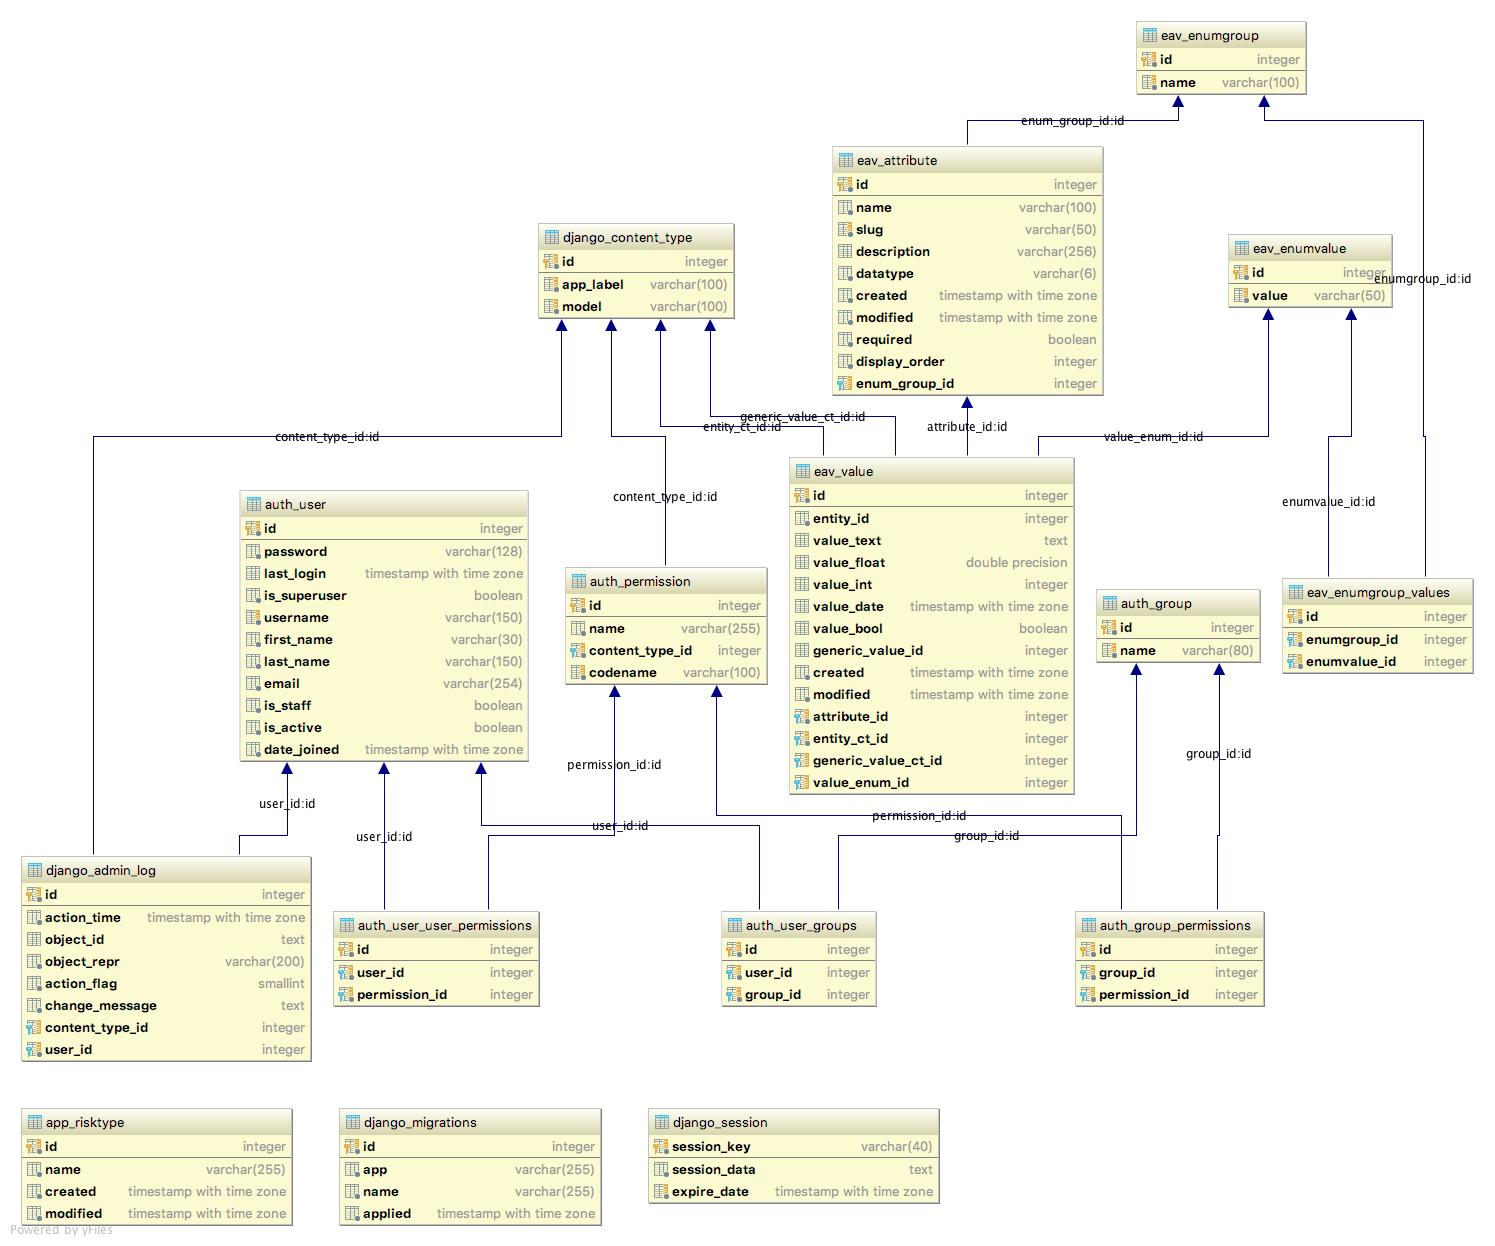 eav_enumgroup
id integer
name varchar(100)
enum_group_id:id
eav_attribute
id integer
name varchar(100)
slug varchar(50)
description varchar(256)
datatype varchar(6)
created timestamp with time zone
modified timestamp with time zone
required boolean
display_order integer
enum_group_id integer
django_content_type
id integer
app_label varchar(100)
model varchar(100)
eav_enumvalue
id integer
value varchar(50)
enumgroup_id:id
generic_value_ct_id:id
entity_ct_id:id
attribute_id:id
value_enum_id:id
content_type_id:id
content_type_id:id
enumvalue_id:id
eav_value
id integer
entity_id integer
value_text text
value_float double precision
value_int integer
value_date timestamp with time zone
value_bool boolean
generic_value_id integer
created timestamp with time zone
modified timestamp with time zone
attribute_id integer
entity_ct_id integer
generic_value_ct_id integer
value_enum_id integer
auth_user
id integer
password varchar(128)
last_login timestamp with time zone
is_superuser boolean
username varchar(150)
first_name varchar(30)
last_name varchar(150)
email varchar(254)
is_staff boolean
is_active boolean
date_joined timestamp with time zone
auth_permission
id integer
name varchar(255)
content_type_id integer
codename varchar(100)
auth_group
id integer
name varchar(80)
eav_enumgroup_values
id integer
enumgroup_id integer
enumvalue_id integer
group_id:id
permission_id:id
user_id:id
permission_id:id
user_id:id
user_id:id
group_id:id
django_admin_log
id integer
action_time timestamp with time zone
object_id text
object_repr varchar(200)
action_flag smallint
change_message text
content_type_id integer
user_id integer
auth_user_user_permissions
id integer
user_id integer
permission_id integer
auth_user_groups
id integer
user_id integer
group_id integer
auth_group_permissions
id integer
group_id integer
permission_id integer
app_risktype
id integer
name varchar(255)
created timestamp with time zone
modified timestamp with time zone
django_migrations
id integer
app varchar(255)
name varchar(255)
applied timestamp with time zone
django_session
session_key varchar(40)
session_data text
expire_date timestamp with time zone
Powered by yFiles